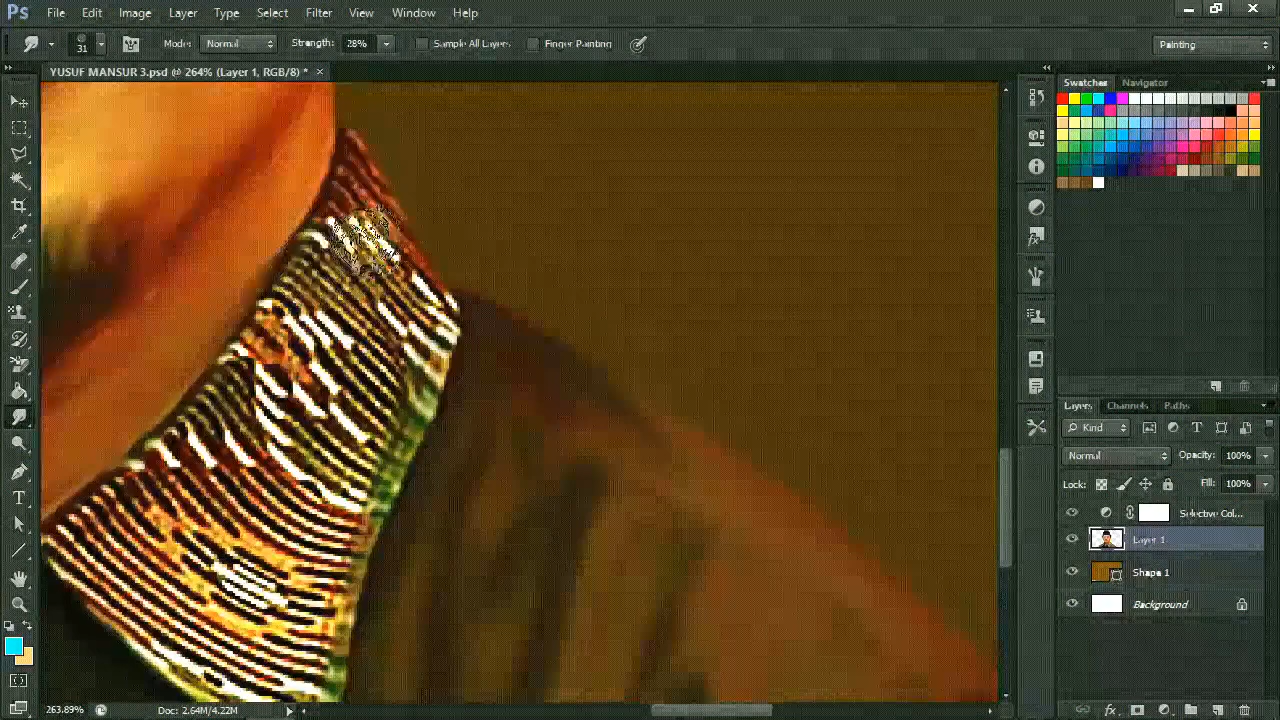 Ps File Edit Image Layer Type Select Filter View Window Help
31 Mode: Normal Strength: 28% Sample All Layers Finger Painting Painting
YUSUF MANSUR 3.psd @ 264% (Layer 1, RGB/8) * ×
Swatches Navigator
Layers Channels Paths
Kind
Normal Opacity: 100%
Lock: Fill: 100%
Selective Col...
Layer 1
Shape 1
Background
263.89% Doc: 2.64M/4.22M